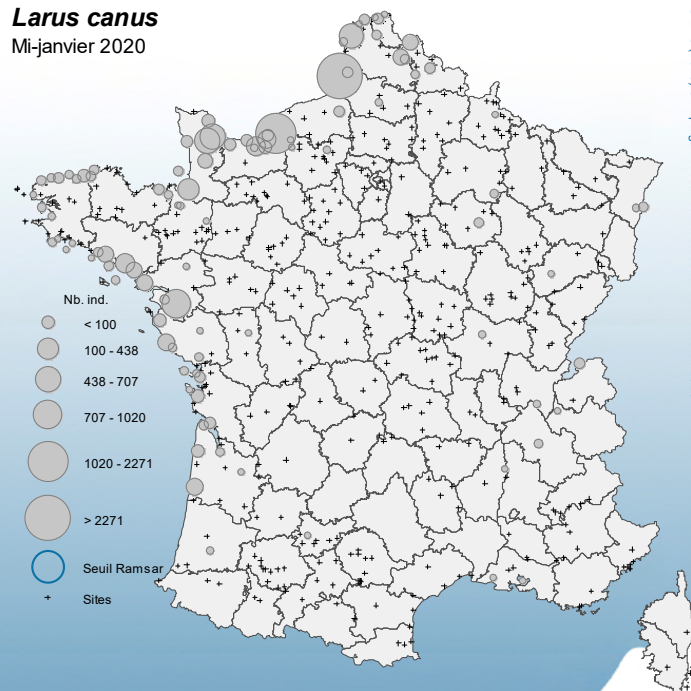 Larus canus
Mi-janvier 2020
Nb. ind.
< 100
100 - 438
438 - 707
707 - 1020
1020 - 2271
> 2271
Seuil Ramsar
Sites